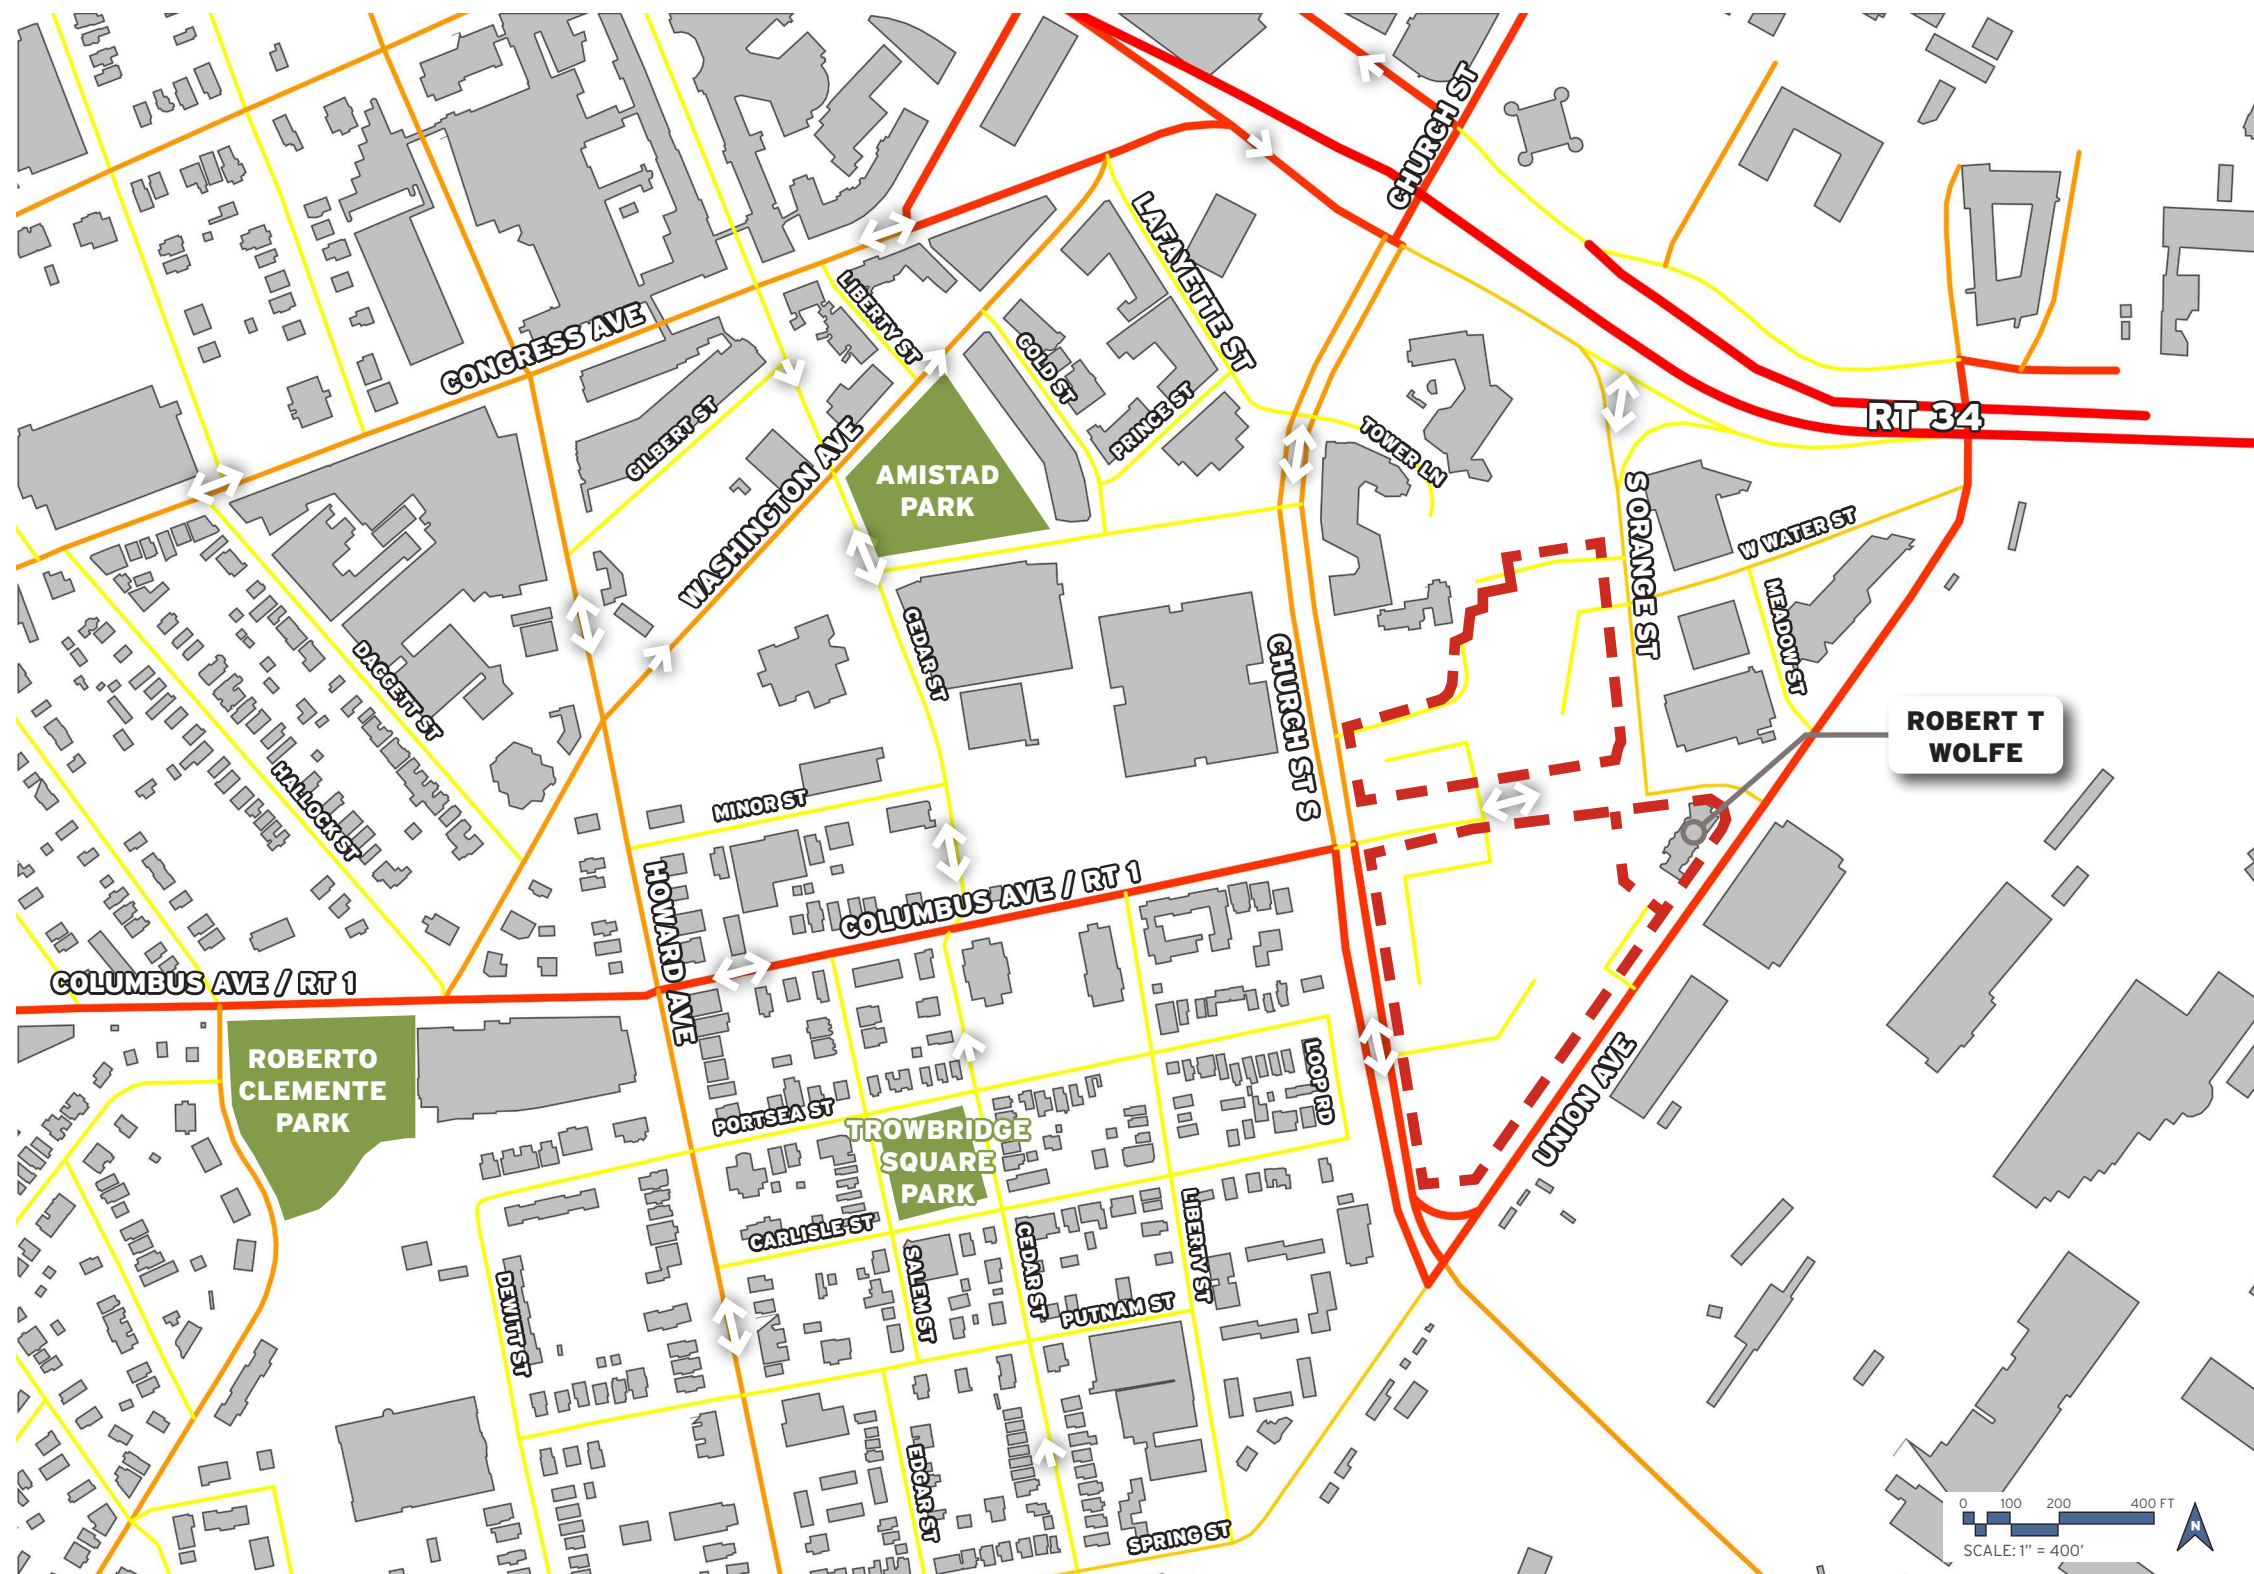 CHURCH ST
LAFAYETTE ST
LIBERTY ST
CONGRESS AVE
GOLD ST
PRINCE ST
GILBERT ST
WASHINGTON AVE
AMISTAD
PARK
TOWER LN
RT 34
S ORANGE ST
W WATER ST
MEADOW ST
CEDAR ST
CHURCH ST S
DAGGETT ST
HALLOCK ST
MINOR ST
ROBERT T
WOLFE
HOWARD AVE
COLUMBUS AVE / RT 1
COLUMBUS AVE / RT 1
ROBERTO
CLEMENTE
PARK
PORTSEA ST
LOOP RD
UNION AVE
TROWBRIDGE
SQUARE
PARK
CARLISLE ST
SALEM ST
CEDAR ST
LIBERTY ST
PUTNAM ST
DEWITT ST
EDGAR ST
SPRING ST
0 100 200 400 FT
SCALE: 1" = 400'
N